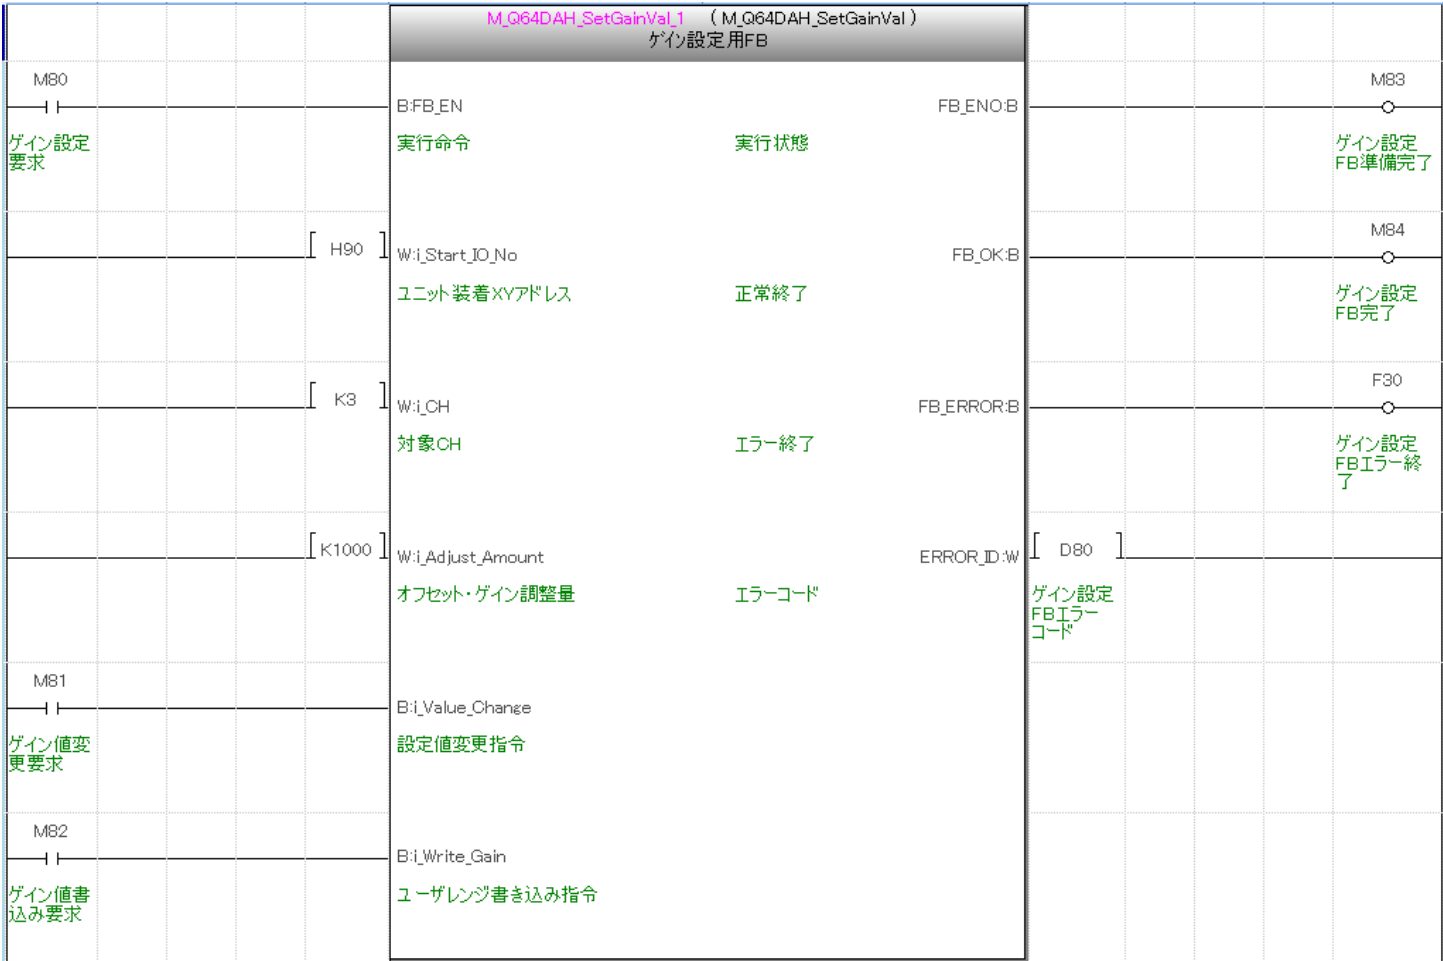 M_Q64DAH_SetGainVal_1 （M_Q64DAH_SetGainVal）
ゲイン設定用FB
M80
B:FB_EN
FB_ENO:B
M83
ゲイン設定
要求
実行命令
実行状態
ゲイン設定
FB準備完了
H90
W:i_Start_IO_No
FB_OK:B
M84
ユニット装着XYアドレス
正常終了
ゲイン設定
FB完了
K3
W:i_CH
FB_ERROR:B
F30
対象CH
エラー終了
ゲイン設定
FBエラー終
了
K1000
W:i_Adjust_Amount
ERROR_ID:W
D80
オフセット・ゲイン調整量
エラーコード
ゲイン設定
FBエラー
コード
M81
B:i_Value_Change
ゲイン値変
更要求
設定値変更指令
M82
B:i_Write_Gain
ゲイン値書
込み要求
ユーザレンジ書き込み指令